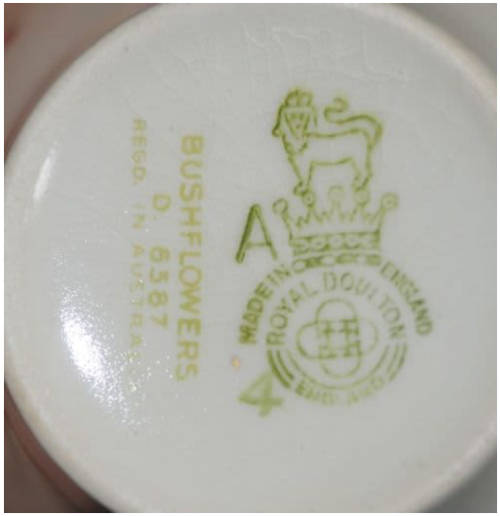 A
MADE IN ENGLAND
ROYAL DOULTON
ENGLAND
4
BUSHFLOWERS
D. 6387
REGD. IN AUSTRALIA